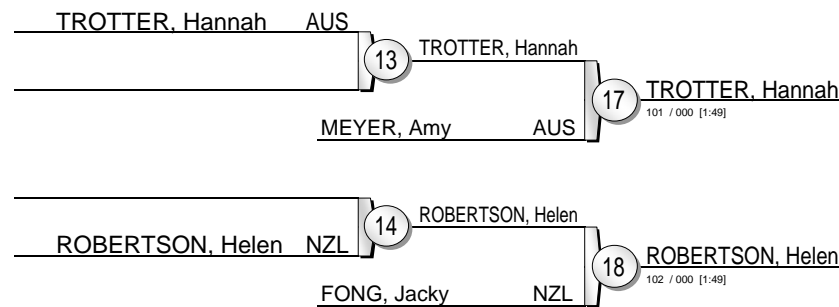 TROTTER, Hannah AUS
13 TROTTER, Hannah
17 TROTTER, Hannah
101 / 000 [1:49]
MEYER, Amy AUS
14 ROBERTSON, Helen
ROBERTSON, Helen NZL
18 ROBERTSON, Helen
102 / 000 [1:49]
FONG, Jacky NZL